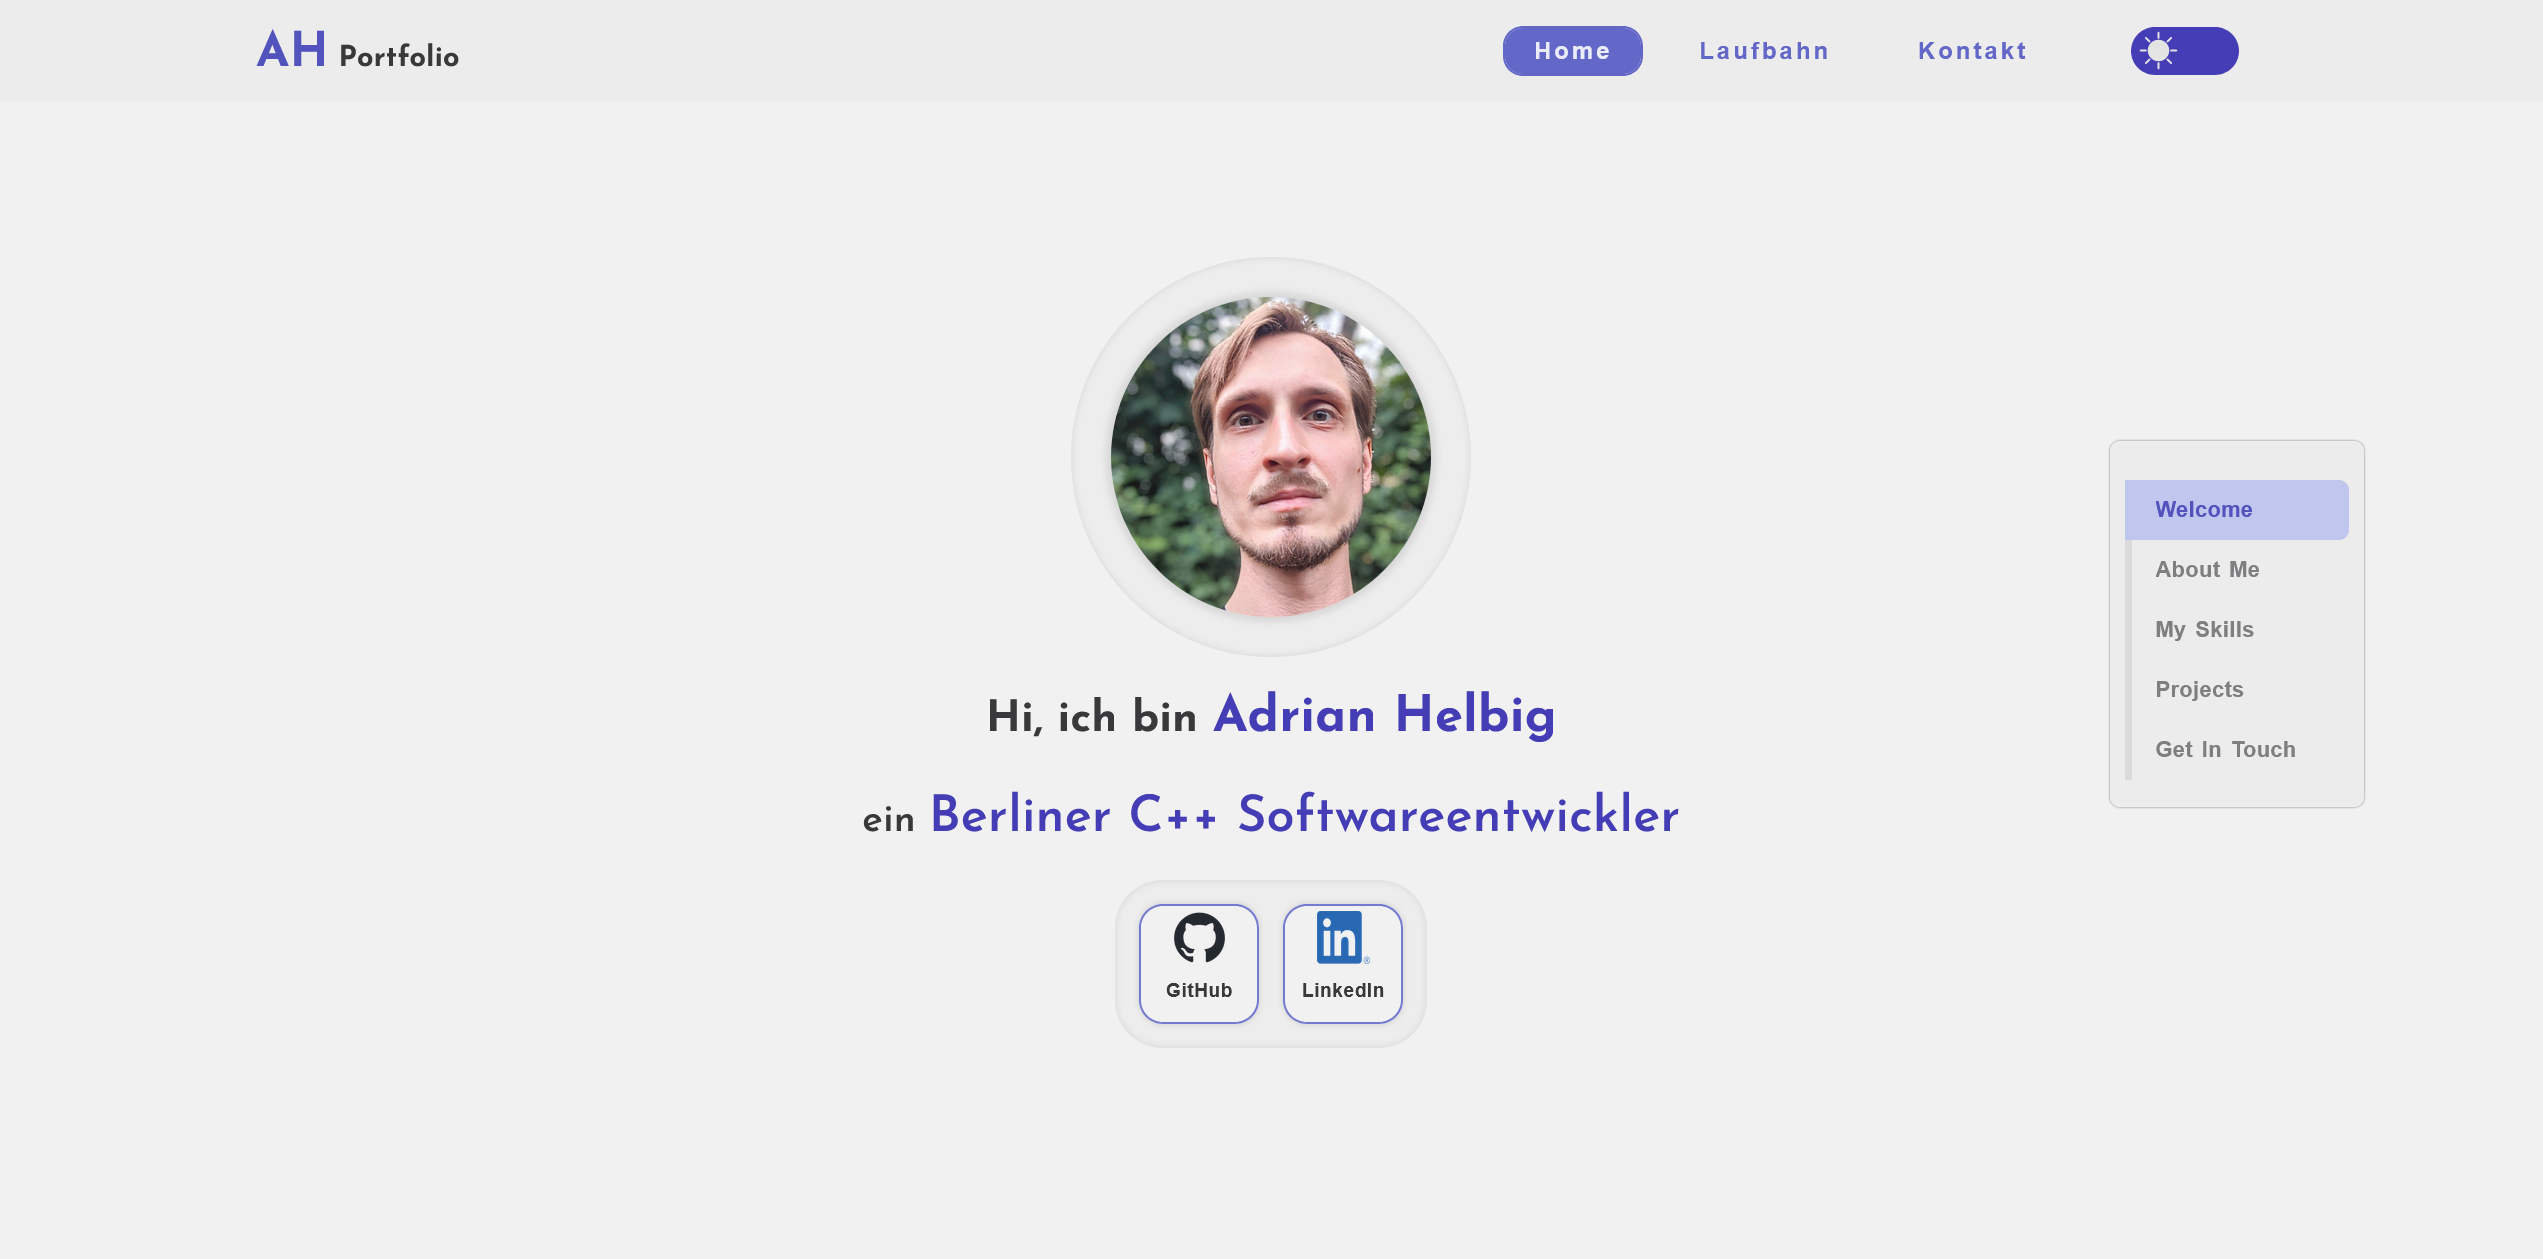 AH Portfolio
Home
Laufbahn
Kontakt
Hi, ich bin Adrian Helbig
ein Berliner C++ Softwareentwickler
GitHub
LinkedIn
Welcome
About Me
My Skills
Projects
Get In Touch